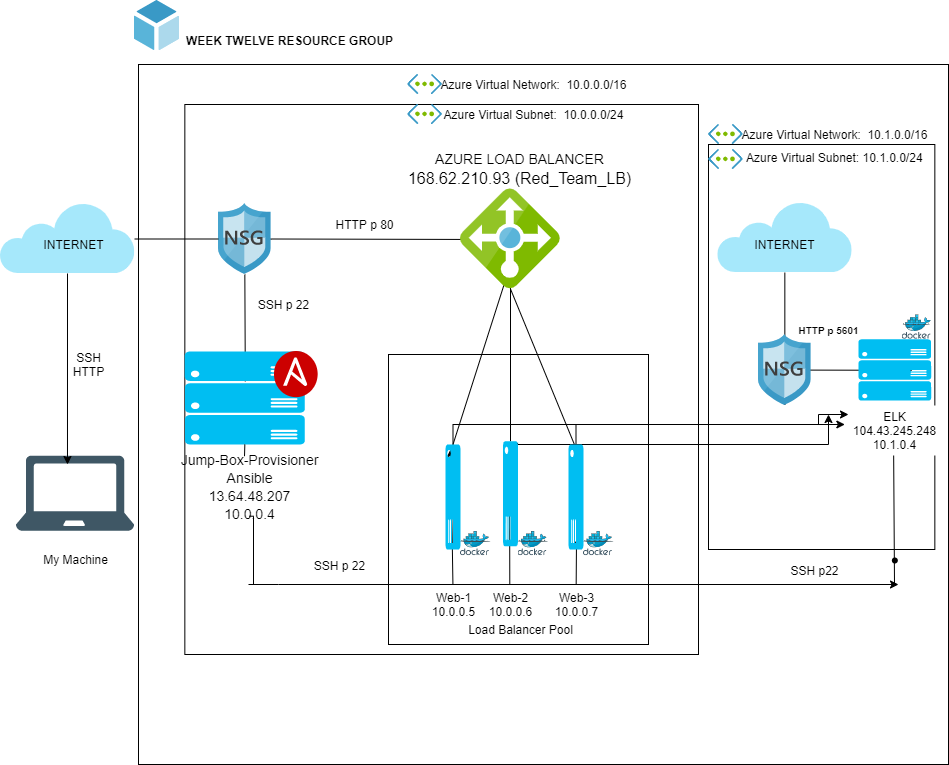 WEEK TWELVE RESOURCE GROUP
Azure Virtual Network:  10.0.0.0/16
Azure Virtual Subnet:  10.0.0.0/24
Azure Virtual Network:  10.1.0.0/16
Azure Virtual Subnet: 10.1.0.0/24
AZURE LOAD BALANCER
168.62.210.93 (Red_Team_LB)
INTERNET
NSG
HTTP p 80
INTERNET
SSH p 22
HTTP p 5601
docker
NSG
SSH
HTTP
ELK
104.43.245.248
10.1.0.4
Jump-Box-Provisioner
Ansible
13.64.48.207
10.0.0.4
docker
docker
docker
My Machine
SSH p 22
SSH p22
Web-1
10.0.0.5
Web-2
10.0.0.6
Web-3
10.0.0.7
Load Balancer Pool